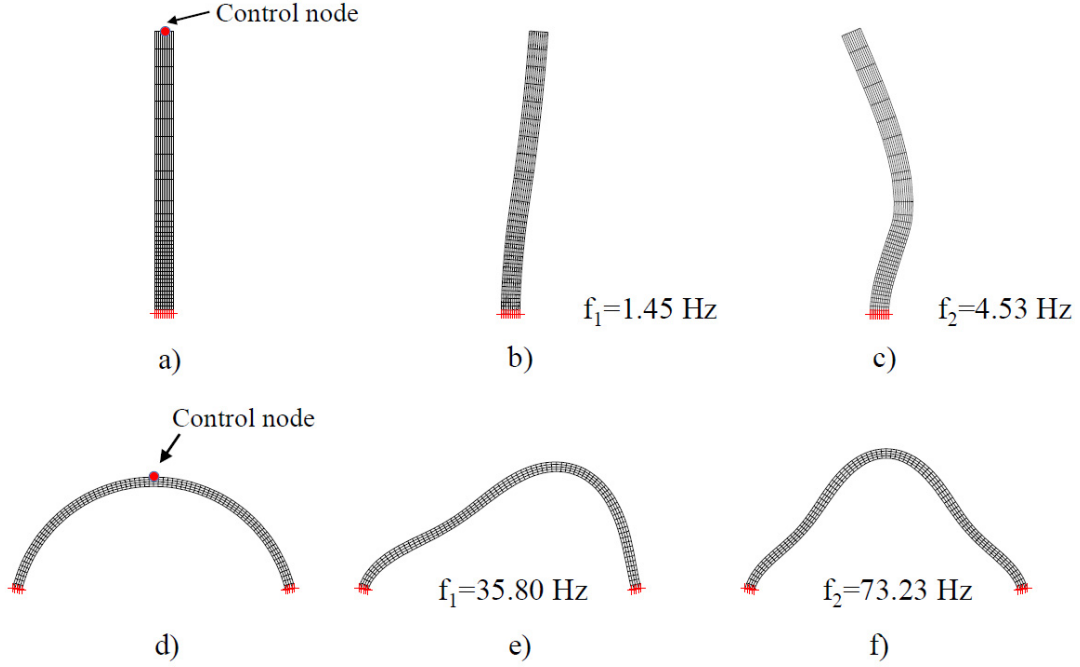 Control node
f₁=1.45 Hz
f₂=4.53 Hz
a)
b)
c)
Control node
f₁=35.80 Hz
f₂=73.23 Hz
d)
e)
f)